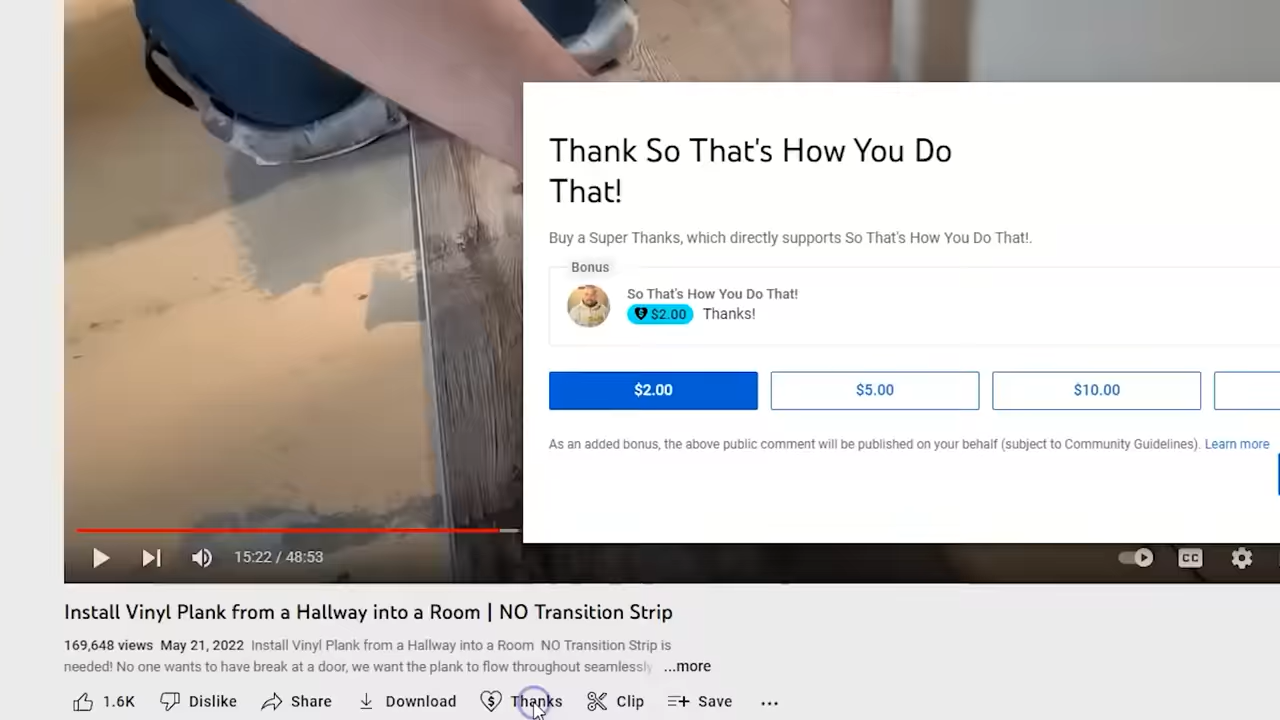 Thank So That's How You Do
That!
Buy a Super Thanks, which directly supports So That's How You Do That!.
Bonus
So That's How You Do That!
$2.00 Thanks!
$2.00 $5.00 $10.00
As an added bonus, the above public comment will be published on your behalf (subject to Community Guidelines). Learn more
15:22 / 48:53
CC
Install Vinyl Plank from a Hallway into a Room | NO Transition Strip
169,648 views May 21, 2022 Install Vinyl Plank from a Hallway into a Room NO Transition Strip is
needed! No one wants to have break at a door, we want the plank to flow throughout seamlessly ...more
1.6K Dislike Share Download Thanks Clip Save ...